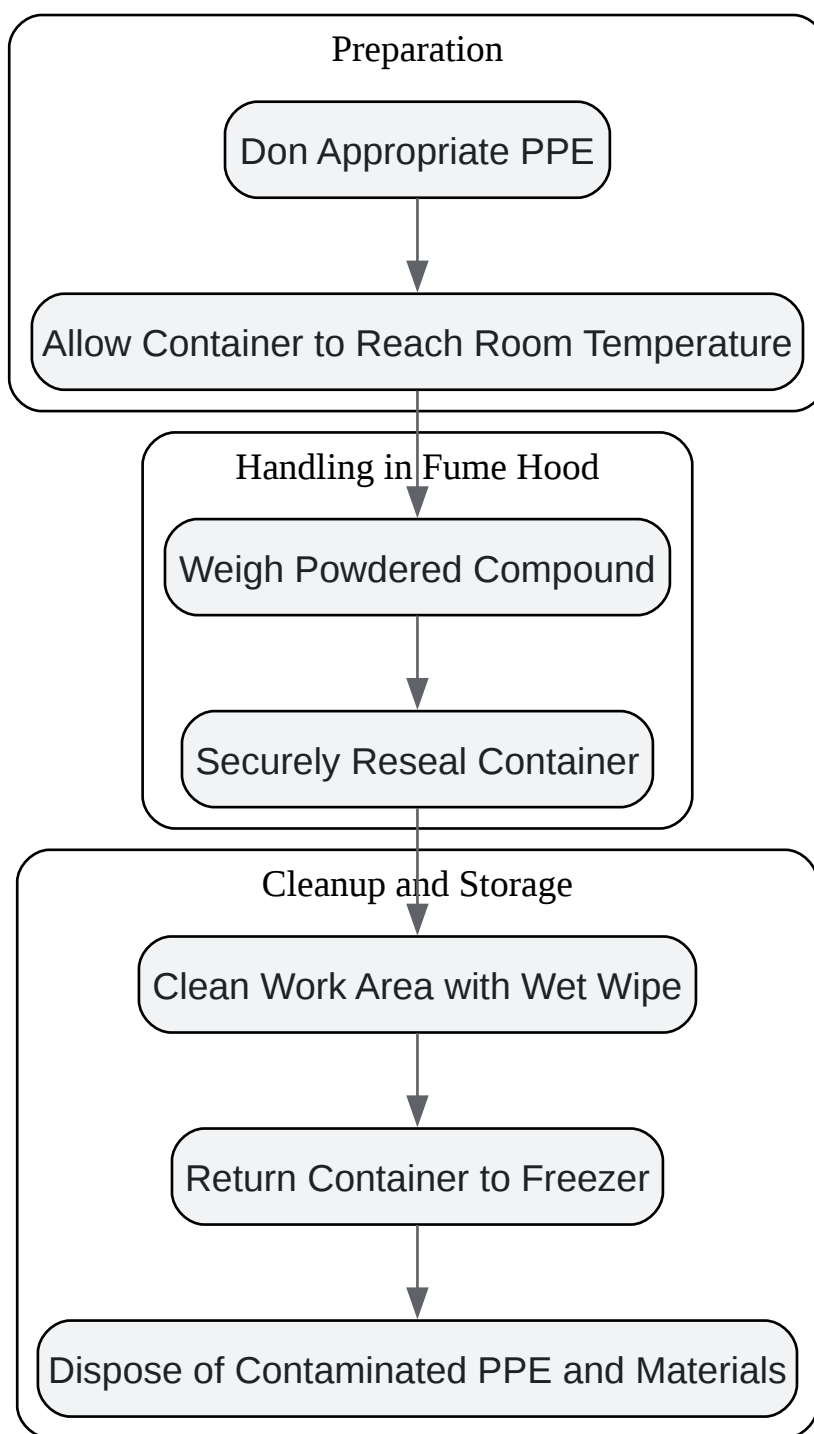 Preparation
Don Appropriate PPE
Allow Container to Reach Room Temperature
Handling in Fume Hood
Weigh Powdered Compound
Securely Reseal Container
Cleanup and Storage
Clean Work Area with Wet Wipe
Return Container to Freezer
Dispose of Contaminated PPE and Materials